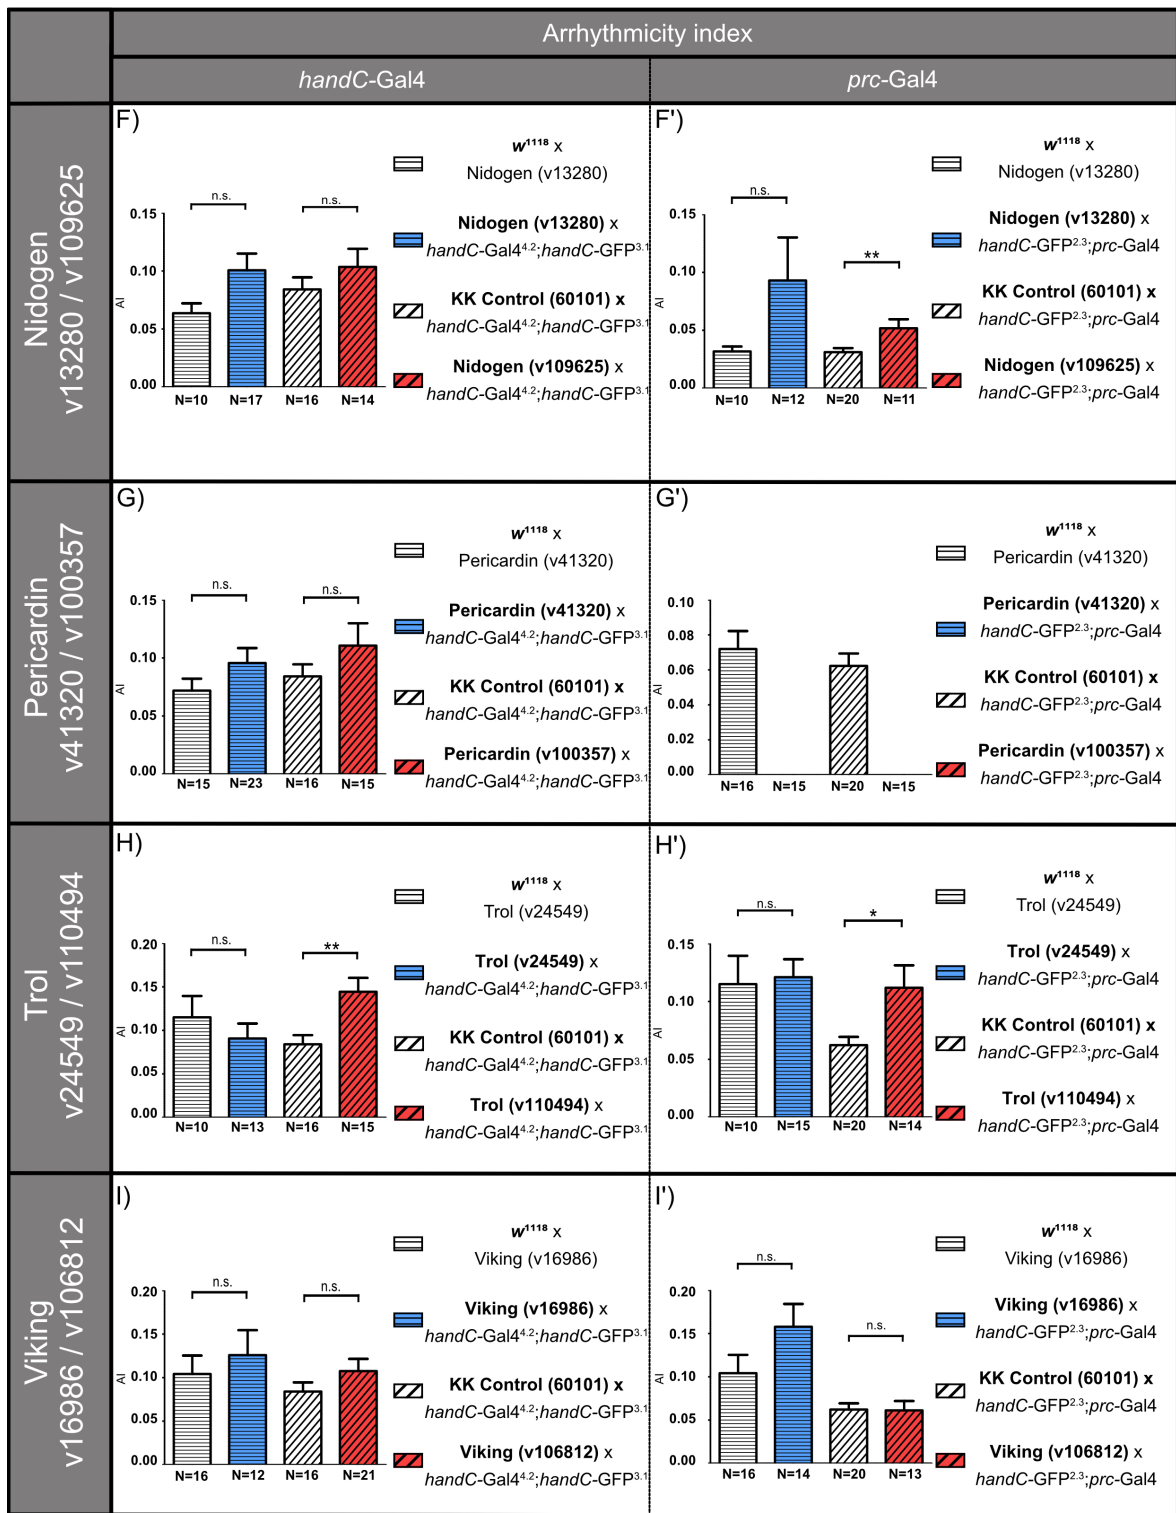 Arrhythmicity index
handC-Gal4
prc-Gal4
Nidogen
v13280 / v109625
F)
w1118 x
Nidogen (v13280)
Nidogen (v13280) x
handC-Gal44.2;handC-GFP3.1
KK Control (60101) x
handC-Gal44.2;handC-GFP3.1
Nidogen (v109625) x
handC-Gal44.2;handC-GFP3.1
n.s.
n.s.
0.15
0.10
0.05
0.00
AI
N=10 N=17 N=16 N=14
F')
w1118 x
Nidogen (v13280)
Nidogen (v13280) x
handC-GFP2.3;prc-Gal4
KK Control (60101) x
handC-GFP2.3;prc-Gal4
Nidogen (v109625) x
handC-GFP2.3;prc-Gal4
n.s.
**
0.15
0.10
0.05
0.00
AI
N=10 N=12 N=20 N=11
Pericardin
v41320 / v100357
G)
w1118 x
Pericardin (v41320)
Pericardin (v41320) x
handC-Gal44.2;handC-GFP3.1
KK Control (60101) x
handC-Gal44.2;handC-GFP3.1
Pericardin (v100357) x
handC-Gal44.2;handC-GFP3.1
n.s.
n.s.
0.15
0.10
0.05
0.00
AI
N=15 N=23 N=16 N=15
G')
w1118 x
Pericardin (v41320)
Pericardin (v41320) x
handC-GFP2.3;prc-Gal4
KK Control (60101) x
handC-GFP2.3;prc-Gal4
Pericardin (v100357) x
handC-GFP2.3;prc-Gal4
0.10
0.08
0.06
0.04
0.02
0.00
AI
N=16 N=15 N=20 N=15
Trol
v24549 / v110494
H)
w1118 x
Trol (v24549)
Trol (v24549) x
handC-Gal44.2;handC-GFP3.1
KK Control (60101) x
handC-Gal44.2;handC-GFP3.1
Trol (v110494) x
handC-Gal44.2;handC-GFP3.1
n.s.
**
0.20
0.15
0.10
0.05
0.00
AI
N=10 N=13 N=16 N=15
H')
w1118 x
Trol (v24549)
Trol (v24549) x
handC-GFP2.3;prc-Gal4
KK Control (60101) x
handC-GFP2.3;prc-Gal4
Trol (v110494) x
handC-GFP2.3;prc-Gal4
n.s.
*
0.15
0.10
0.05
0.00
AI
N=10 N=15 N=20 N=14
Viking
v16986 / v106812
I)
w1118 x
Viking (v16986)
Viking (v16986) x
handC-Gal44.2;handC-GFP3.1
KK Control (60101) x
handC-Gal44.2;handC-GFP3.1
Viking (v106812) x
handC-Gal44.2;handC-GFP3.1
n.s.
n.s.
0.20
0.15
0.10
0.05
0.00
AI
N=16 N=12 N=16 N=21
I')
w1118 x
Viking (v16986)
Viking (v16986) x
handC-GFP2.3;prc-Gal4
KK Control (60101) x
handC-GFP2.3;prc-Gal4
Viking (v106812) x
handC-GFP2.3;prc-Gal4
n.s.
n.s.
0.20
0.15
0.10
0.05
0.00
AI
N=16 N=14 N=20 N=13